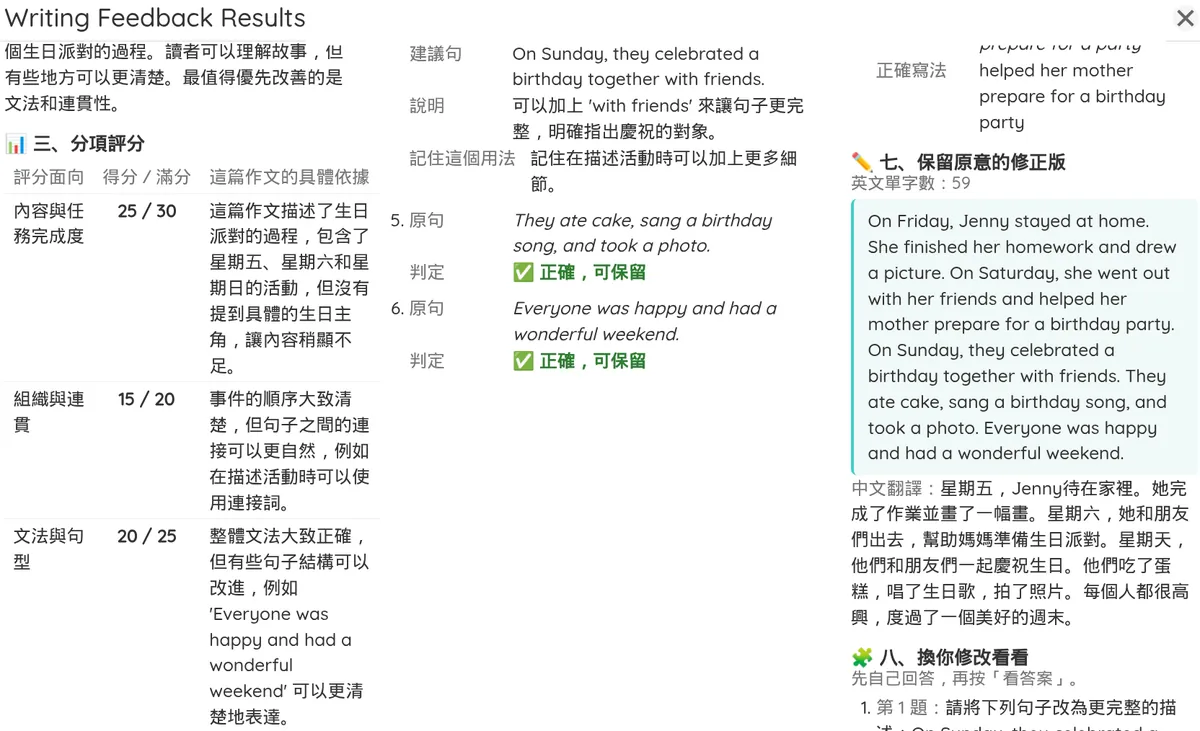 Writing Feedback Results
個生日派對的過程。讀者可以理解故事，但
有些地方可以更清楚。最值得優先改善的是
文法和連貫性。
📊 三、分項評分
評分面向 得分 / 滿分 這篇作文的具體依據
內容與任
務完成度
25 / 30
這篇作文描述了生日
派對的過程，包含了
星期五、星期六和星
期日的活動，但沒有
提到具體的生日主
角，讓內容稍顯不
足。
組織與連
貫
15 / 20
事件的順序大致清
楚，但句子之間的連
接可以更自然，例如
在描述活動時可以使
用連接詞。
文法與句
型
20 / 25
整體文法大致正確，
但有些句子結構可以
改進，例如
'Everyone was
happy and had a
wonderful
weekend' 可以更清
楚地表達。
建議句
On Sunday, they celebrated a
birthday together with friends.
說明
可以加上 'with friends' 來讓句子更完
整，明確指出慶祝的對象。
記住這個用法 記住在描述活動時可以加上更多細
節。
5. 原句
They ate cake, sang a birthday
song, and took a photo.
判定
✅ 正確，可保留
6. 原句
Everyone was happy and had a
wonderful weekend.
判定
✅ 正確，可保留
prepare for a party
正確寫法
helped her mother
prepare for a birthday
party
✏️ 七、保留原意的修正版
英文單字數：59
On Friday, Jenny stayed at home.
She finished her homework and drew
a picture. On Saturday, she went out
with her friends and helped her
mother prepare for a birthday party.
On Sunday, they celebrated a
birthday together with friends. They
ate cake, sang a birthday song, and
took a photo. Everyone was happy
and had a wonderful weekend.
中文翻譯：星期五，Jenny待在家裡。她完
成了作業並畫了一幅畫。星期六，她和朋友
們出去，幫助媽媽準備生日派對。星期天，
他們和朋友們一起慶祝生日。他們吃了蛋
糕，唱了生日歌，拍了照片。每個人都很高
興，度過了一個美好的週末。
🧩 八、換你修改看看
先自己回答，再按「看答案」。
1. 第 1 題：請將下列句子改為更完整的描
述：On Sunday, they celebrated a